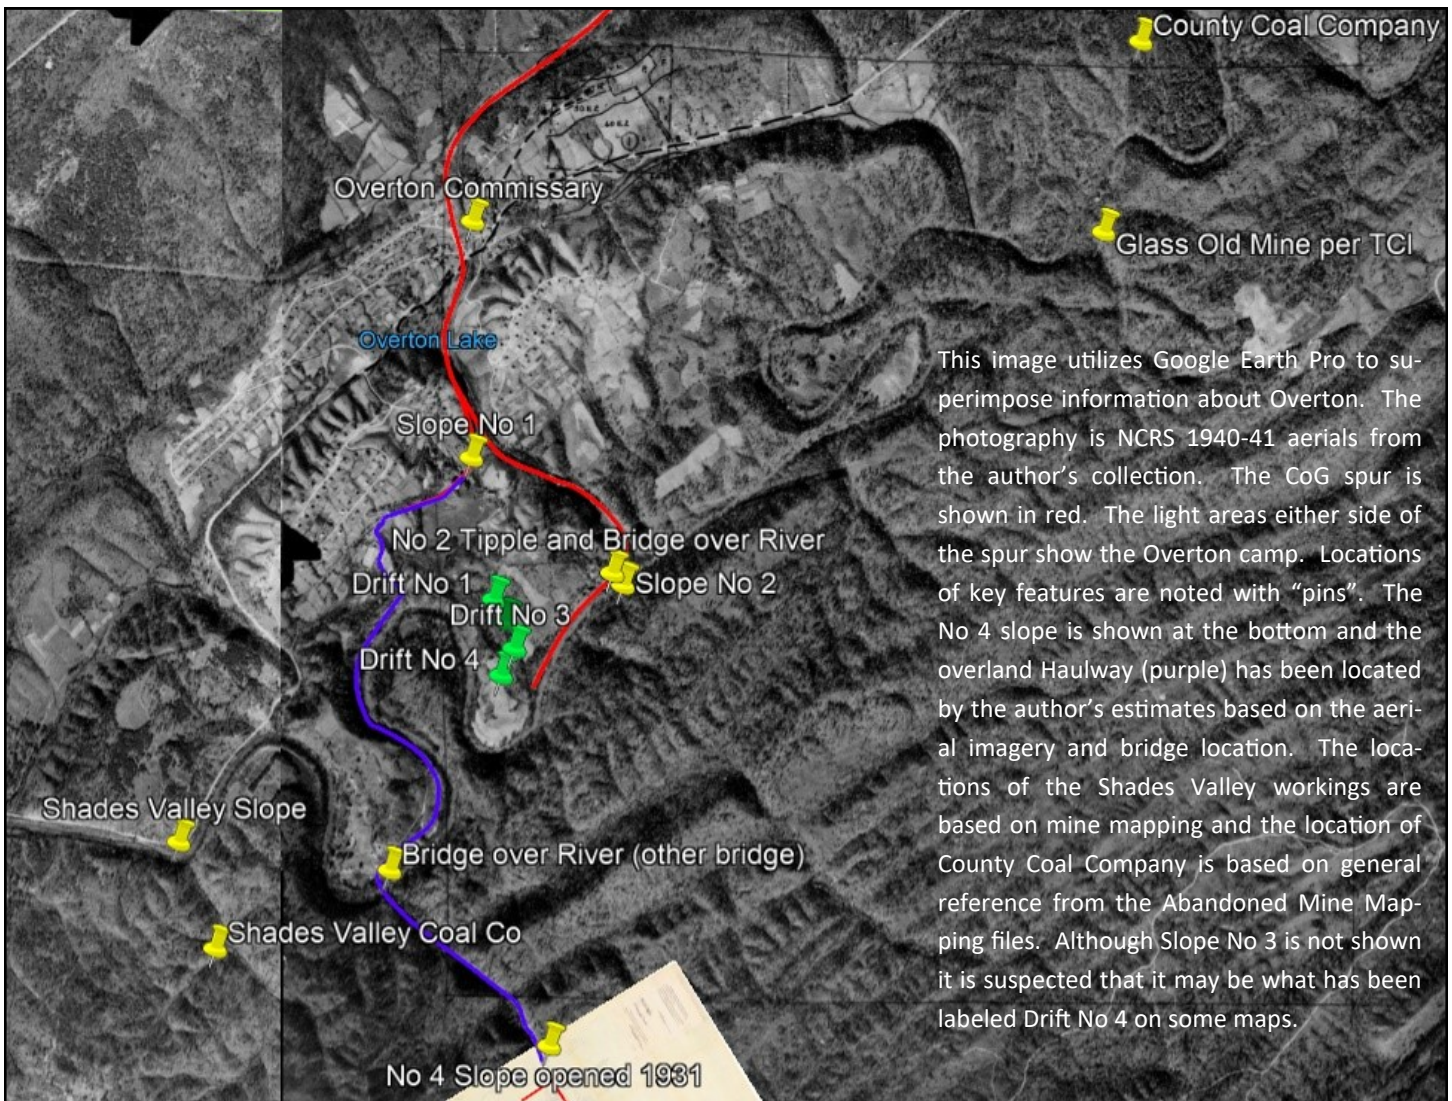 County Coal Company
Overton Commissary
Glass Old Mine per TCI
Overton Lake
Slope No 1
No 2 Tipple and Bridge over River
Drift No 1
Slope No 2
Drift No 3
Drift No 4
Shades Valley Slope
Bridge over River (other bridge)
Shades Valley Coal Co
No 4 Slope opened 1931
This image utilizes Google Earth Pro to su-
perimpose information about Overton. The
photography is NCRS 1940-41 aerials from
the author’s collection. The CoG spur is
shown in red. The light areas either side of
the spur show the Overton camp. Locations
of key features are noted with “pins”. The
No 4 slope is shown at the bottom and the
overland Haulway (purple) has been located
by the author’s estimates based on the aeri-
al imagery and bridge location. The loca-
tions of the Shades Valley workings are
based on mine mapping and the location of
County Coal Company is based on general
reference from the Abandoned Mine Map-
ping files. Although Slope No 3 is not shown
it is suspected that it may be what has been
labeled Drift No 4 on some maps.